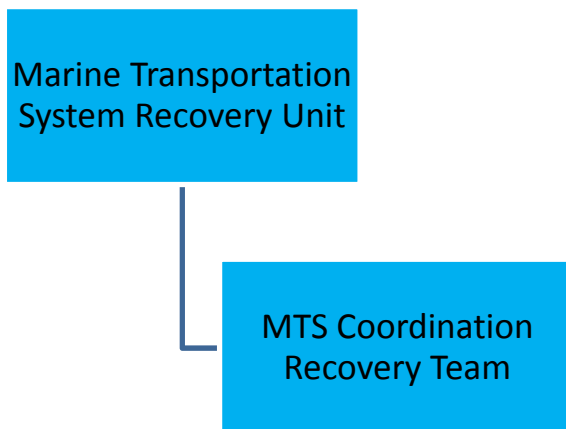 Marine Transportation
System Recovery Unit
MTS Coordination
Recovery Team